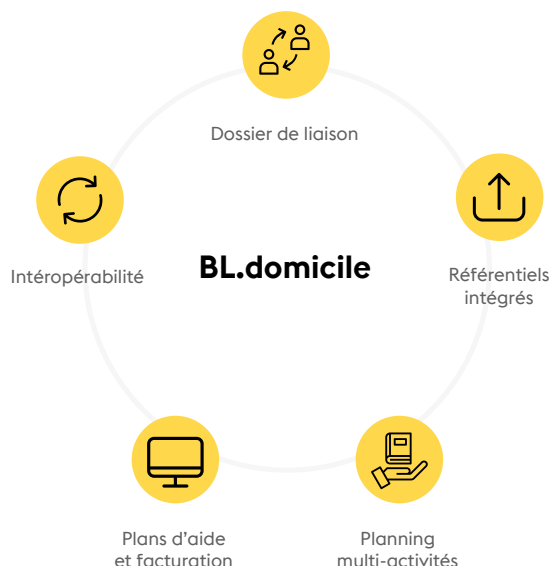 Dossier de liaison
BL.domicile
Intéropérabilité
Référentiels
intégrés
Plans d’aide
et facturation
Planning
multi-activités